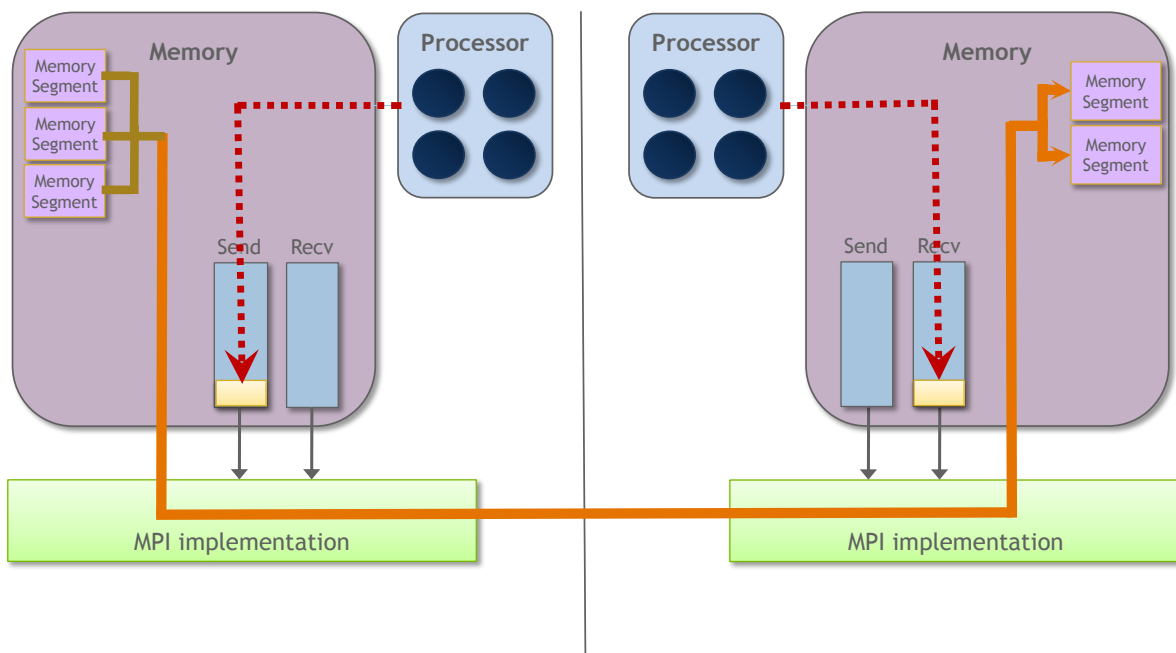 Memory
Processor
Memory
Segment
Memory
Segment
Memory
Segment
Send
Recv
MPI implementation
Processor
Memory
Memory
Segment
Memory
Segment
Send
Recv
MPI implementation